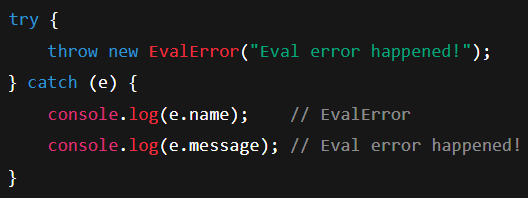 try {
    throw new EvalError("Eval error happened!");
} catch (e) {
    console.log(e.name);    // EvalError
    console.log(e.message); // Eval error happened!
}